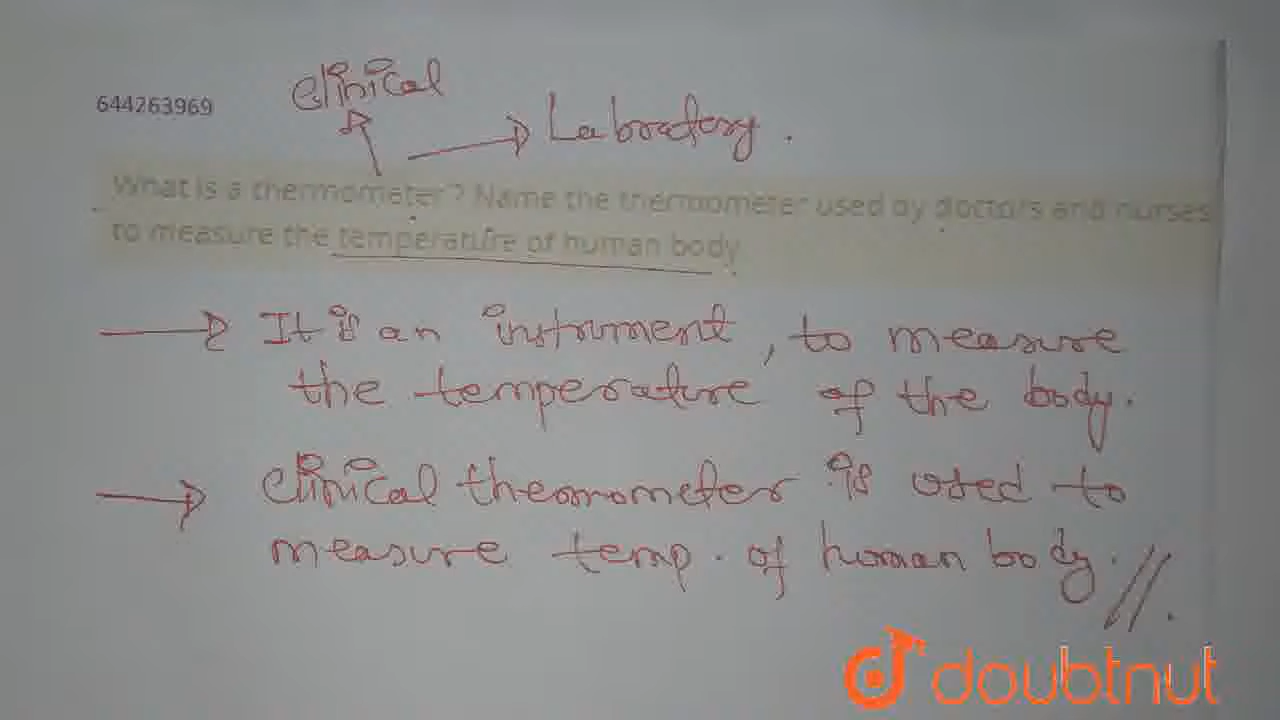 Clinical
644263969
Laboratory.
What is a thermometer? Name the thermometer used by doctors and nurses
to measure the temperature of human body.
It is an instrument, to measure
the temperature of the body.
Clinical thermometer is used to
measure temp. of human body.
doubtnut